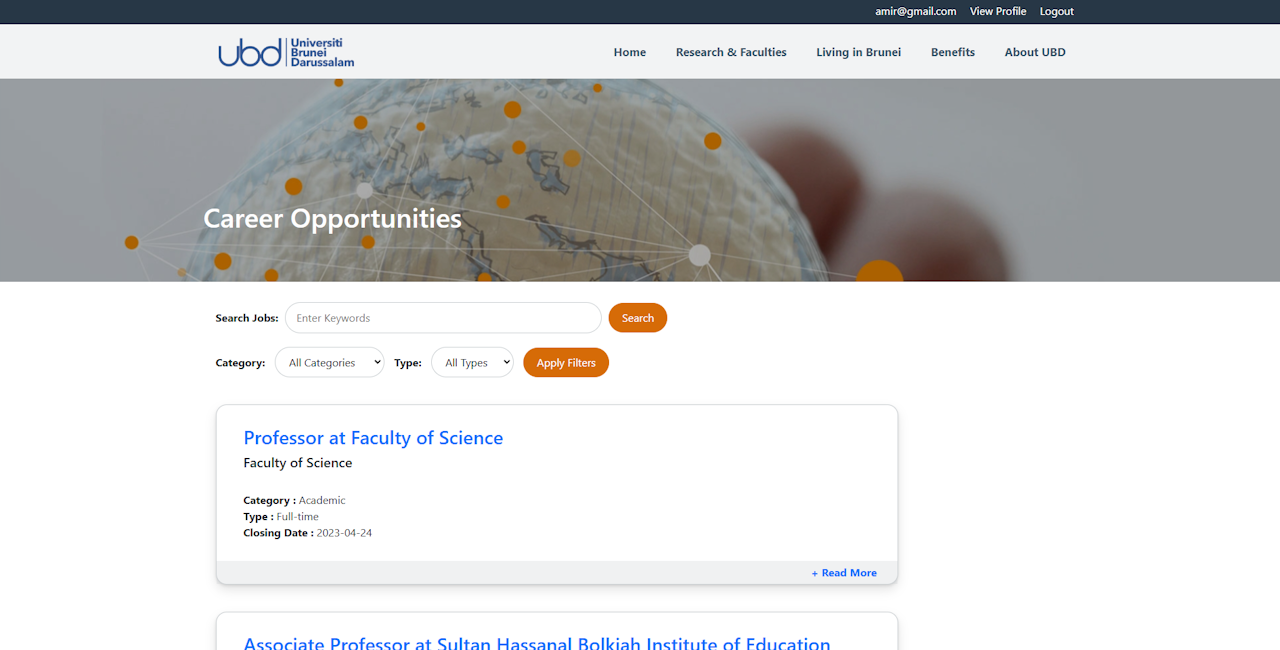 amir@gmail.com View Profile Logout
ubd Universiti Brunei Darussalam
Home Research & Faculties Living in Brunei Benefits About UBD
Career Opportunities
Search Jobs: Enter Keywords Search
Category: All Categories Type: All Types Apply Filters
Professor at Faculty of Science
Faculty of Science
Category : Academic
Type : Full-time
Closing Date : 2023-04-24
+ Read More
Associate Professor at Sultan Hassanal Bolkiah Institute of Education